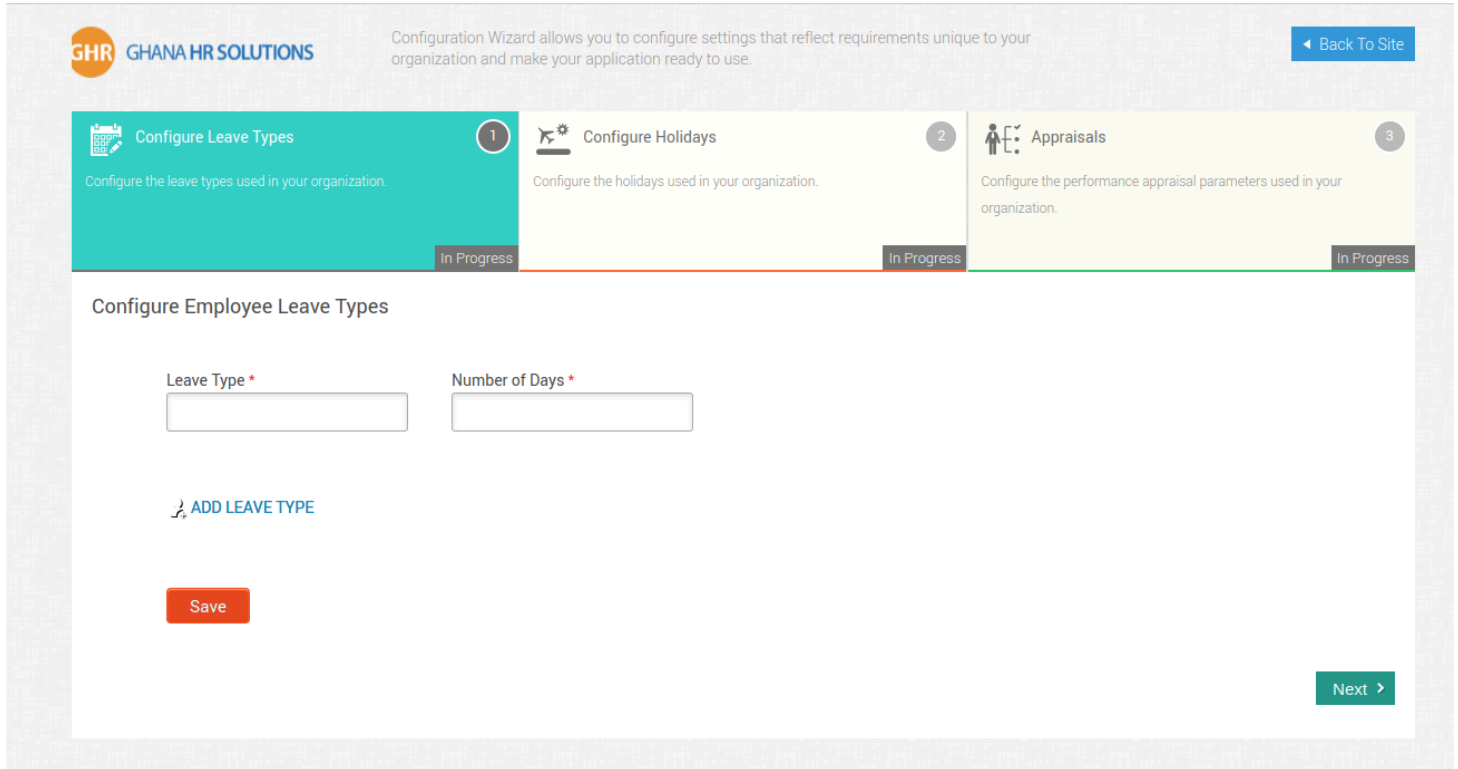 GHR GHANA HR SOLUTIONS
Configuration Wizard allows you to configure settings that reflect requirements unique to your
organization and make your application ready to use.
Back To Site
Configure Leave Types
1
Configure the leave types used in your organization.
In Progress
Configure Holidays
2
Configure the holidays used in your organization.
In Progress
Appraisals
3
Configure the performance appraisal parameters used in your
organization.
In Progress
Configure Employee Leave Types
Leave Type *
Number of Days *
ADD LEAVE TYPE
Save
Next